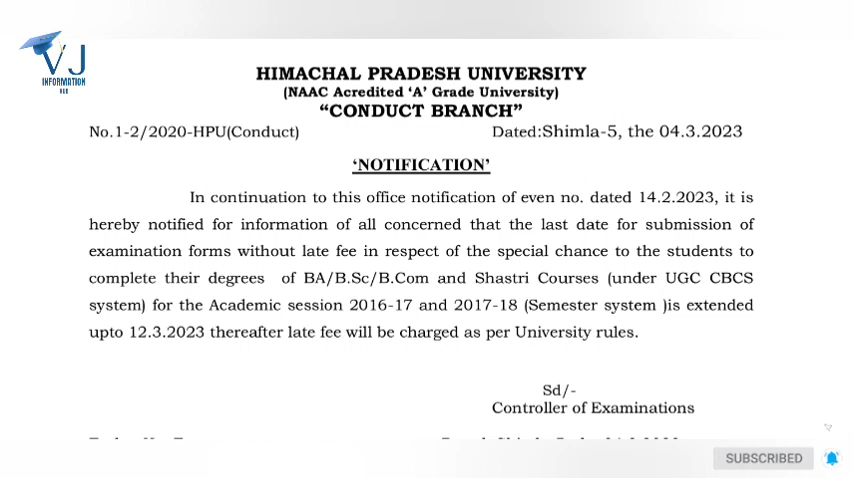 VJ
INFORMATION
HUB
HIMACHAL PRADESH UNIVERSITY
(NAAC Acredited ‘A’ Grade University)
“CONDUCT BRANCH”
No.1-2/2020-HPU(Conduct) Dated:Shimla-5, the 04.3.2023
‘NOTIFICATION’
In continuation to this office notification of even no. dated 14.2.2023, it is
hereby notified for information of all concerned that the last date for submission of
examination forms without late fee in respect of the special chance to the students to
complete their degrees of BA/B.Sc/B.Com and Shastri Courses (under UGC CBCS
system) for the Academic session 2016-17 and 2017-18 (Semester system )is extended
upto 12.3.2023 thereafter late fee will be charged as per University rules.
Sd/-
Controller of Examinations
SUBSCRIBED